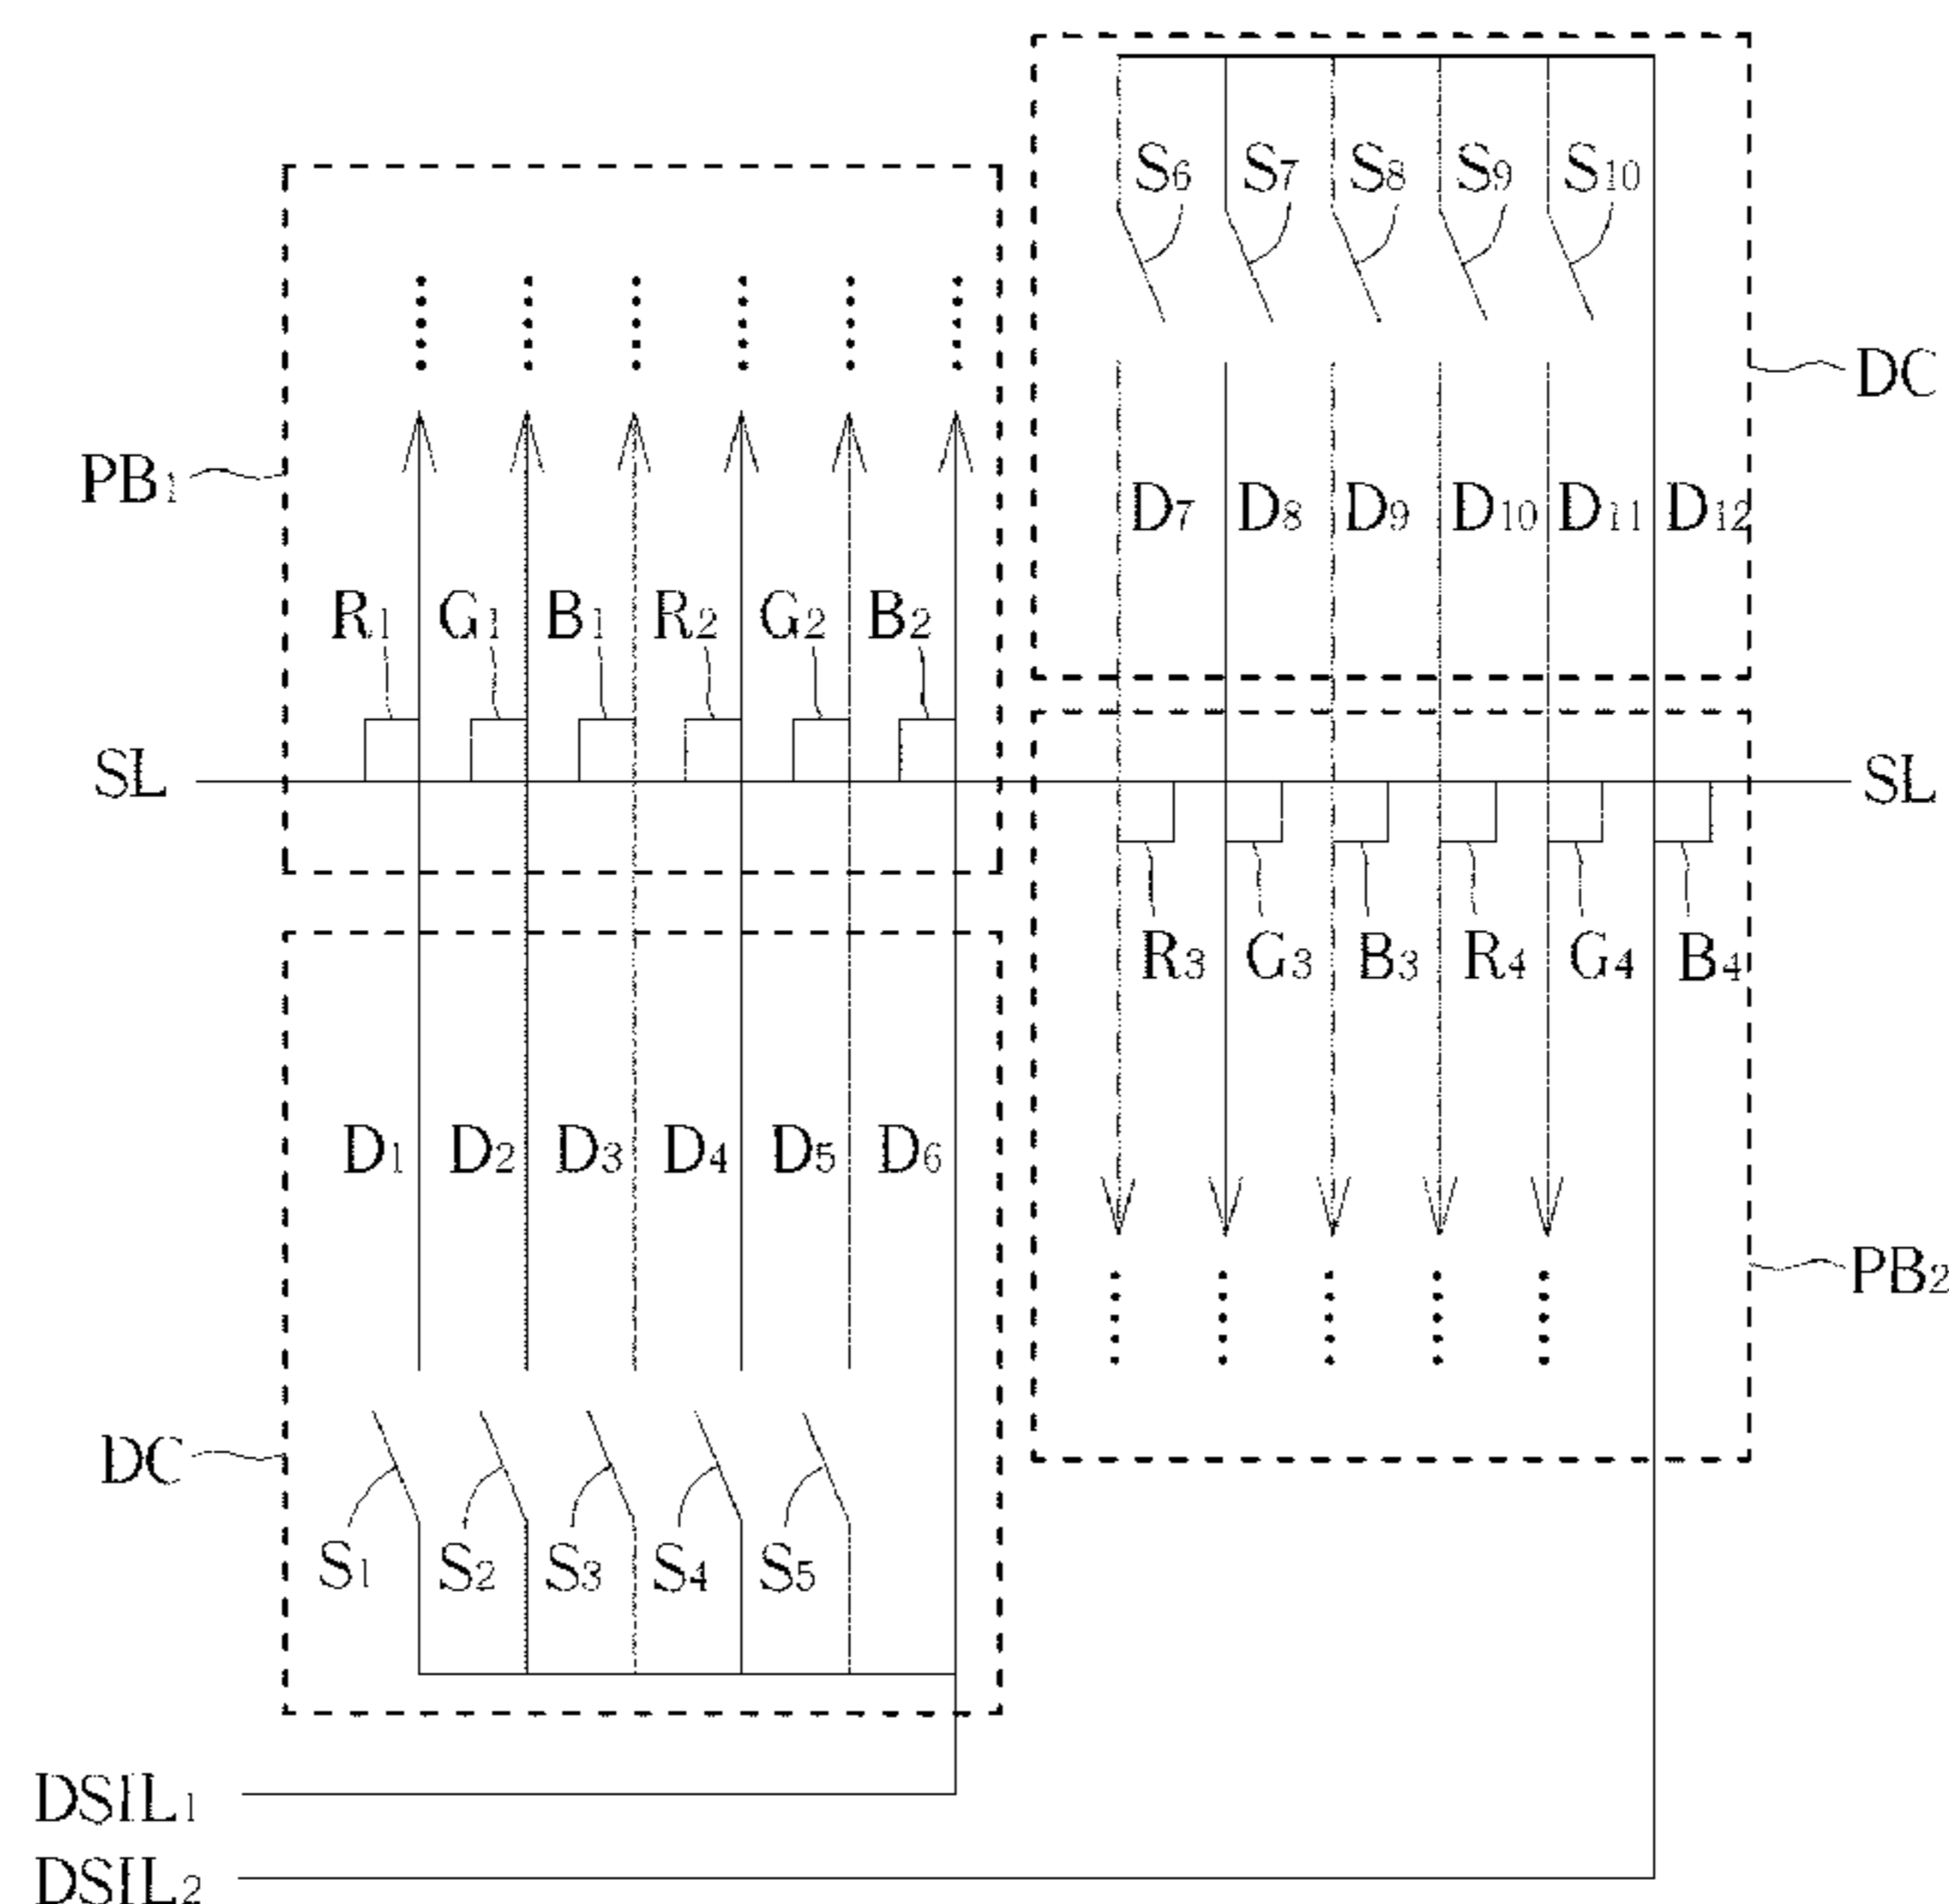 S6 S7 S8 S9 S10
DC
PB1
D7 D8 D9 D10 D11 D12
R1 G1 B1 R2 G2 B2
SL SL
R3 G3 B3 R4 G4 B4
D1 D2 D3 D4 D5 D6
PB2
DC
S1 S2 S3 S4 S5
DSIL1
DSIL2